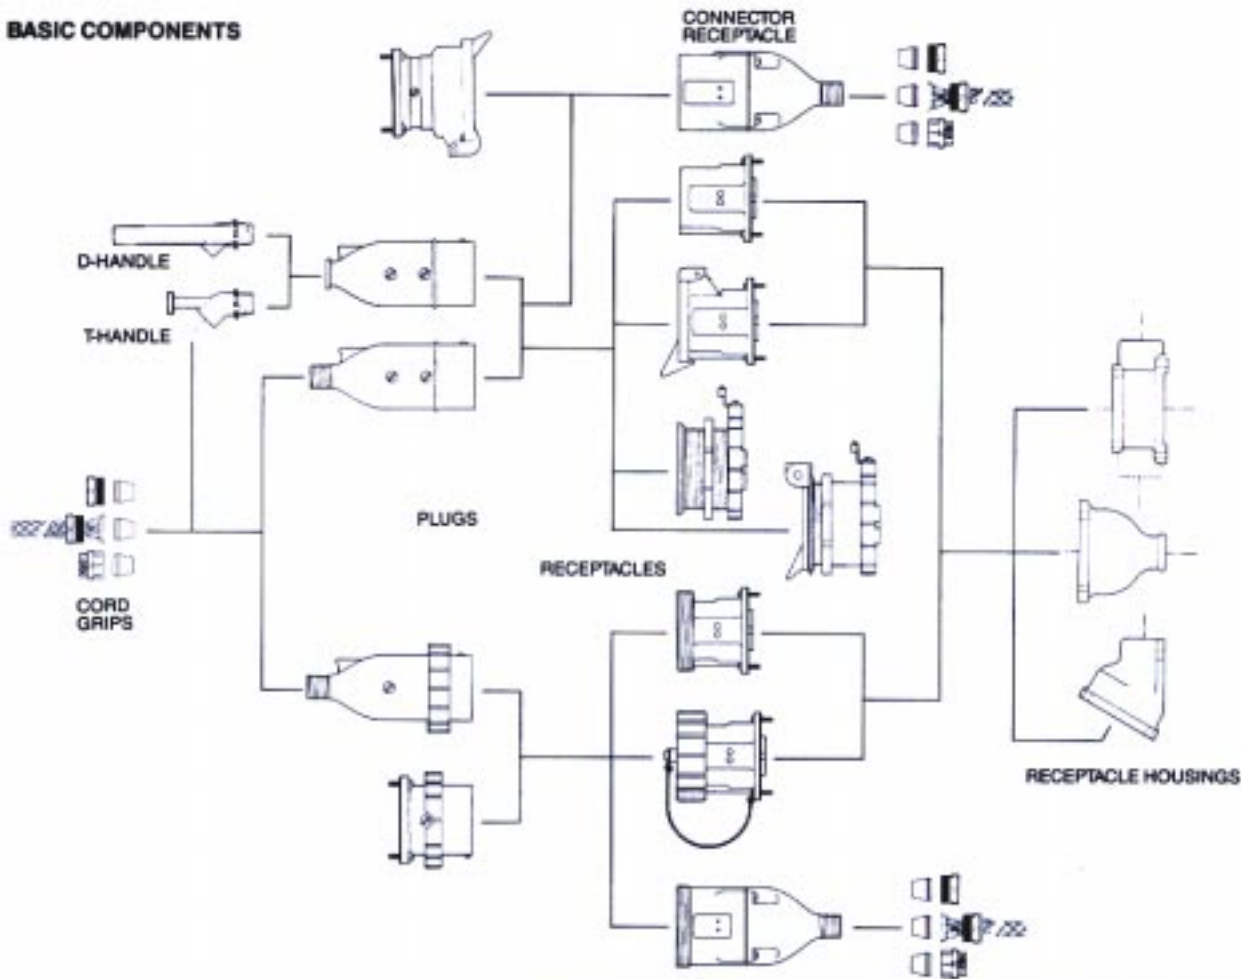 BASIC COMPONENTS
CONNECTOR
RECEPTACLE
D-HANDLE
T-HANDLE
PLUGS
RECEPTACLES
CORD
GRIPS
RECEPTACLE HOUSINGS